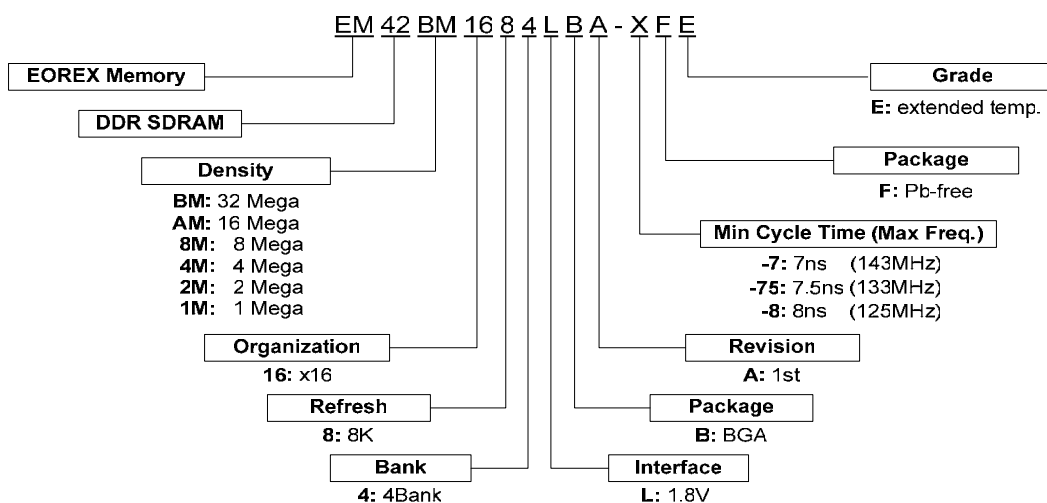 EM 42 BM 16 8 4 L B A - X F E
EOREX Memory
DDR SDRAM
Density
BM: 32 Mega
AM: 16 Mega
8M: 8 Mega
4M: 4 Mega
2M: 2 Mega
1M: 1 Mega
Organization
16: x16
Refresh
8: 8K
Bank
4: 4Bank
Grade
E: extended temp.
Package
F: Pb-free
Min Cycle Time (Max Freq.)
-7: 7ns (143MHz)
-75: 7.5ns (133MHz)
-8: 8ns (125MHz)
Revision
A: 1st
Package
B: BGA
Interface
L: 1.8V